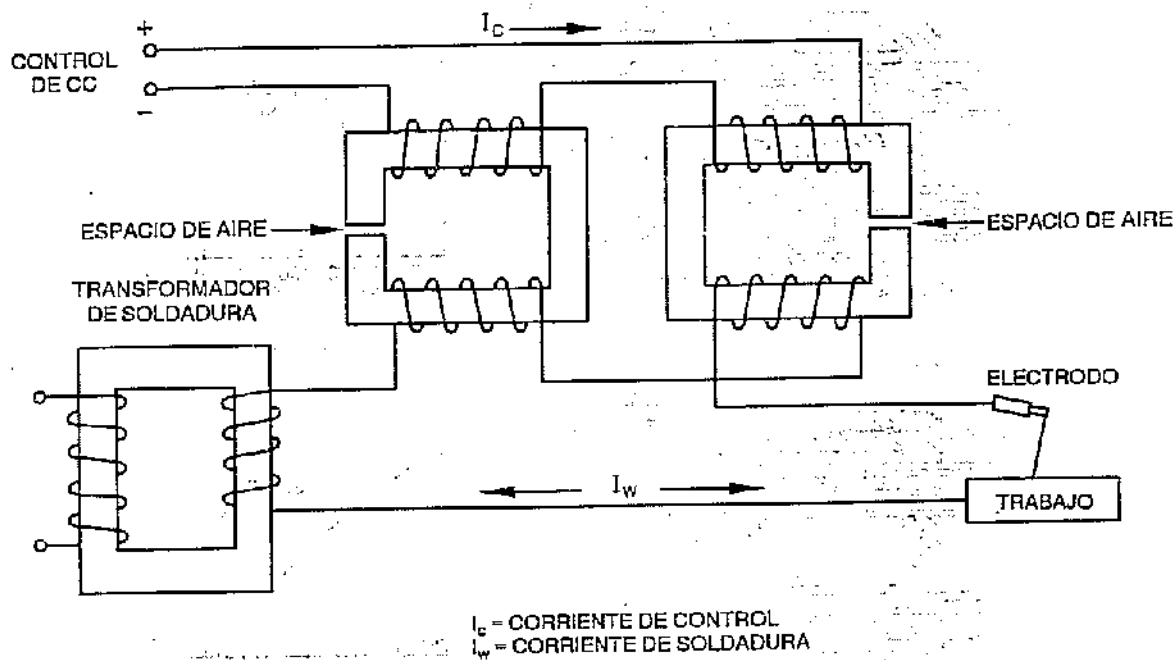 I_c
+
CONTROL
DE CC
−
ESPACIO DE AIRE
ESPACIO DE AIRE
TRANSFORMADOR
DE SOLDADURA
ELECTRODO
I_W
TRABAJO
I_c = CORRIENTE DE CONTROL
I_w = CORRIENTE DE SOLDADURA